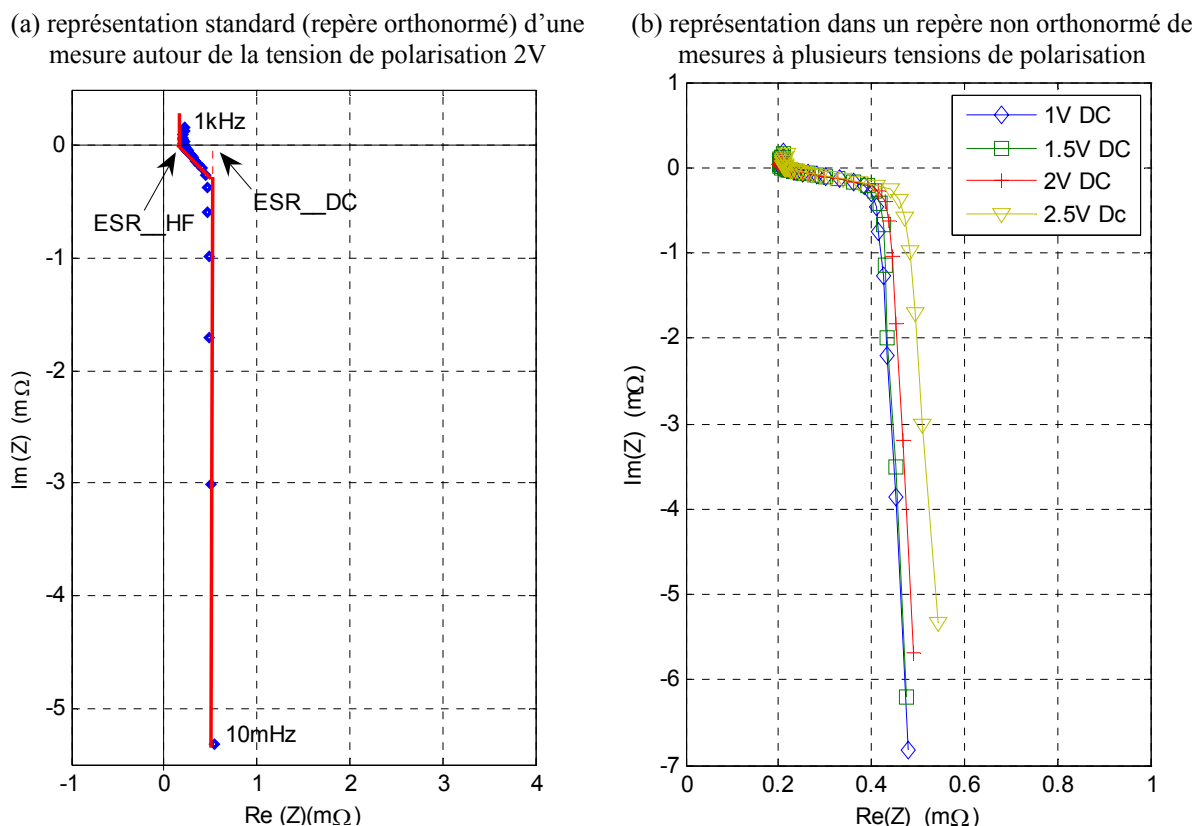 (a) représentation standard (repère orthonormé) d’une
mesure autour de la tension de polarisation 2V
(b) représentation dans un repère non orthonormé de
mesures à plusieurs tensions de polarisation
1kHz
ESR__HF
ESR__DC
10mHz
0
-1
-2
-3
-4
-5
Im (Z) (mΩ)
-1
0
1
2
3
4
Re (Z)(mΩ)
1V DC
1.5V DC
2V DC
2.5V Dc
1
0
-1
-2
-3
-4
-5
-6
-7
Im(Z) (mΩ)
0
0.2
0.4
0.6
0.8
1
Re(Z) (mΩ)